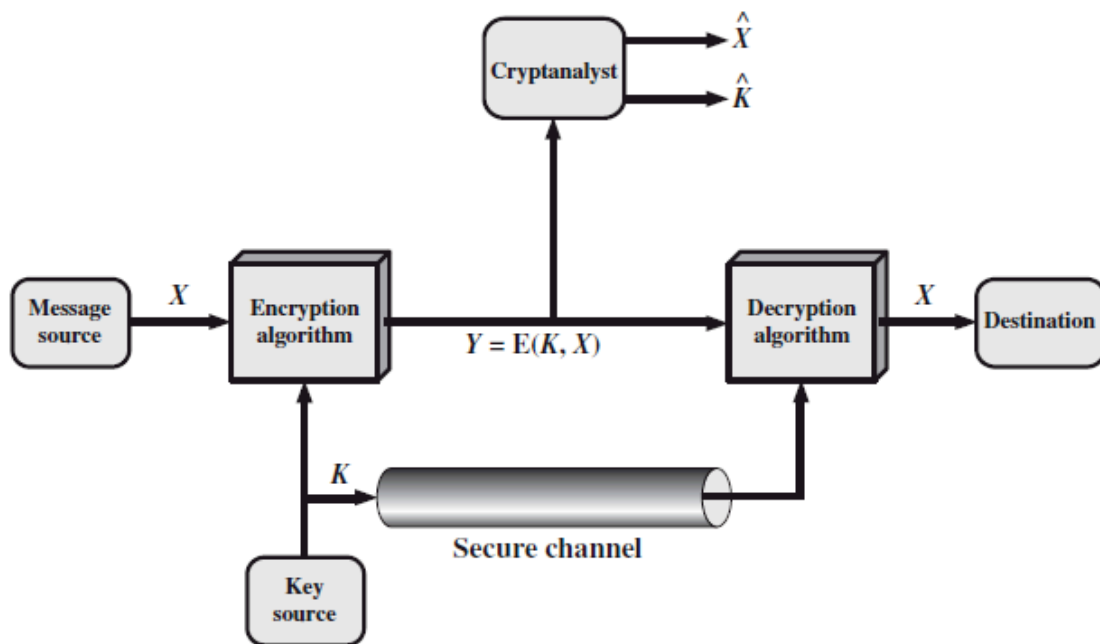 X̂
Cryptanalyst
K̂
Message
source
X
Encryption
algorithm
Y = E(K, X)
Decryption
algorithm
X
Destination
K
Secure channel
Key
source